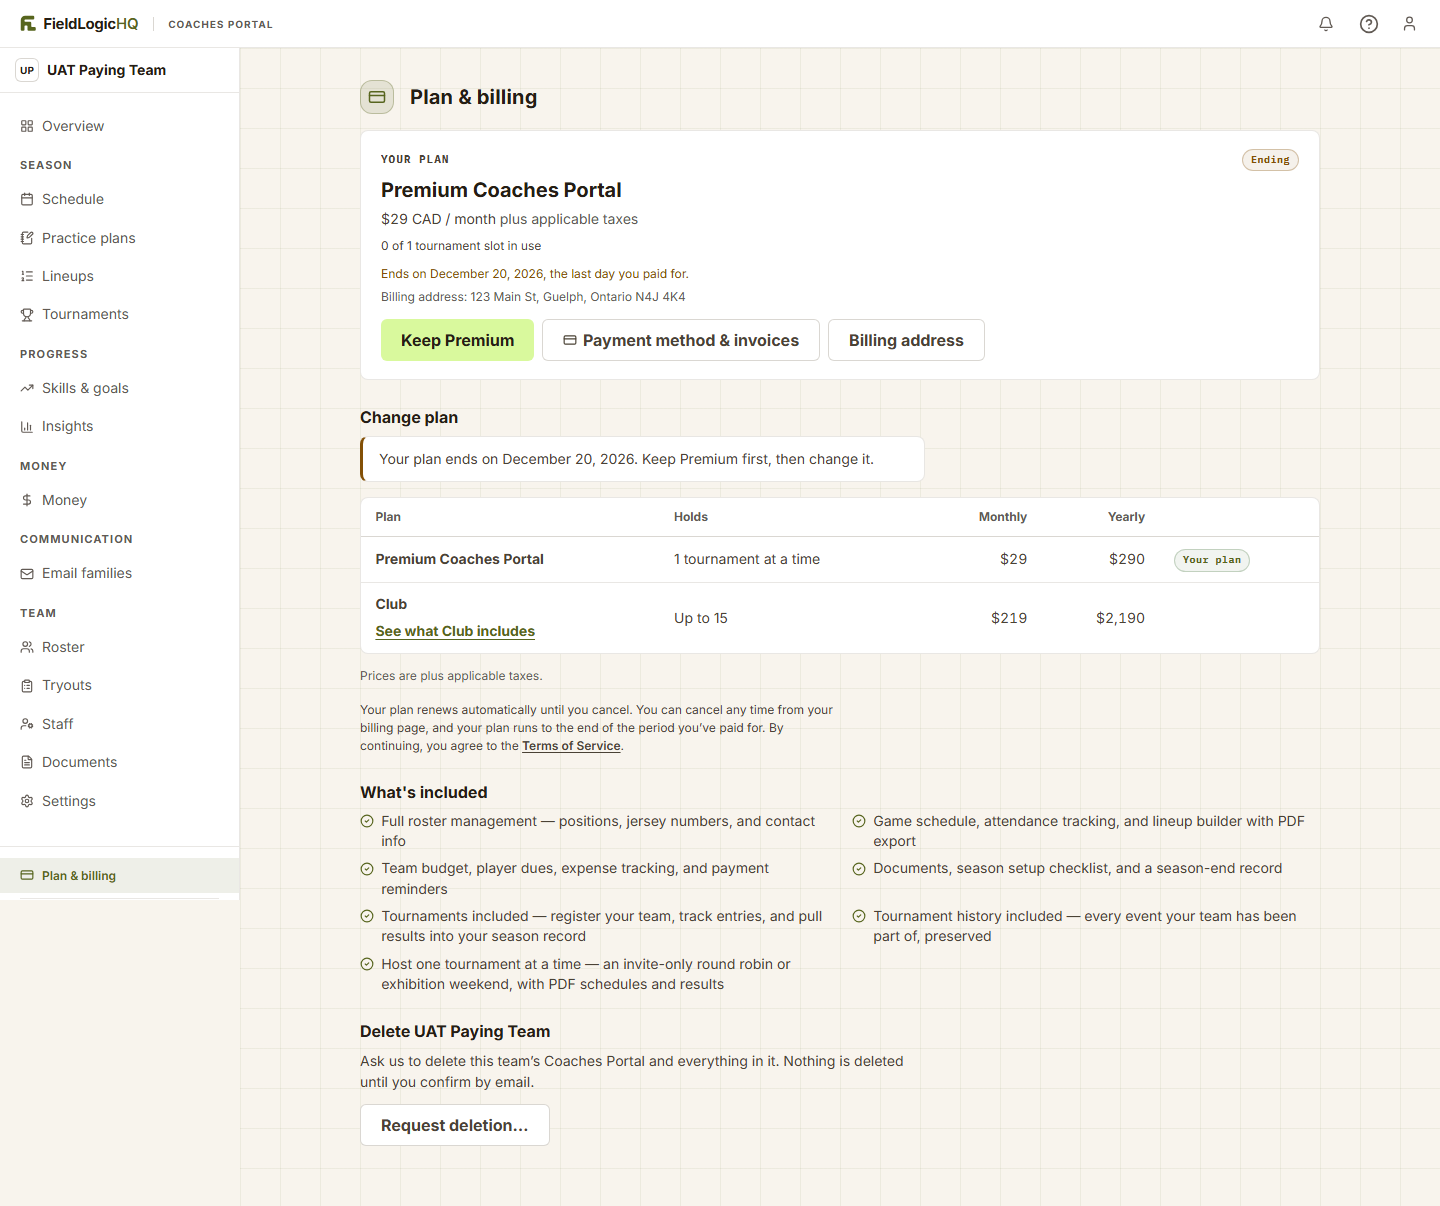 FieldLogicHQ
COACHES PORTAL
UP UAT Paying Team
Overview
SEASON
Schedule
Practice plans
Lineups
Tournaments
PROGRESS
Skills & goals
Insights
MONEY
Money
COMMUNICATION
Email families
TEAM
Roster
Tryouts
Staff
Documents
Settings
Plan & billing
Plan & billing
YOUR PLAN
Ending
Premium Coaches Portal
$29 CAD / month plus applicable taxes
0 of 1 tournament slot in use
Ends on December 20, 2026, the last day you paid for.
Billing address: 123 Main St, Guelph, Ontario N4J 4K4
Keep Premium
Payment method & invoices
Billing address
Change plan
Your plan ends on December 20, 2026. Keep Premium first, then change it.
Plan Holds Monthly Yearly
Premium Coaches Portal 1 tournament at a time $29 $290 Your plan
Club
See what Club includes
Up to 15 $219 $2,190
Prices are plus applicable taxes.
Your plan renews automatically until you cancel. You can cancel any time from your
billing page, and your plan runs to the end of the period you've paid for. By
continuing, you agree to the Terms of Service.
What's included
Full roster management — positions, jersey numbers, and contact
info
Game schedule, attendance tracking, and lineup builder with PDF
export
Team budget, player dues, expense tracking, and payment
reminders
Documents, season setup checklist, and a season-end record
Tournaments included — register your team, track entries, and pull
results into your season record
Tournament history included — every event your team has been
part of, preserved
Host one tournament at a time — an invite-only round robin or
exhibition weekend, with PDF schedules and results
Delete UAT Paying Team
Ask us to delete this team's Coaches Portal and everything in it. Nothing is deleted
until you confirm by email.
Request deletion...